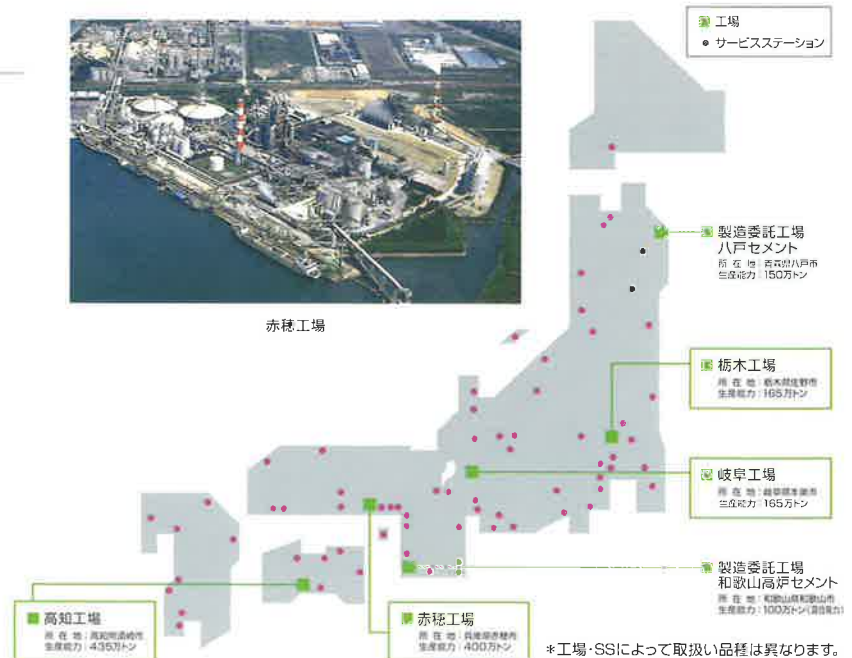 工場
サービスステーション
赤穂工場
製造委託工場
八戸セメント
所在地：青森県八戸市
生産能力：150万トン
栃木工場
所在地：栃木県佐野市
生産能力：165万トン
岐阜工場
所在地：岐阜県本巣市
生産能力：165万トン
製造委託工場
和歌山高炉セメント
所在地：和歌山県和歌山市
生産能力：100万トン
高知工場
所在地：高知県須崎市
生産能力：435万トン
赤穂工場
所在地：兵庫県赤穂市
生産能力：400万トン
*工場・SSによって取扱い品種は異なります。